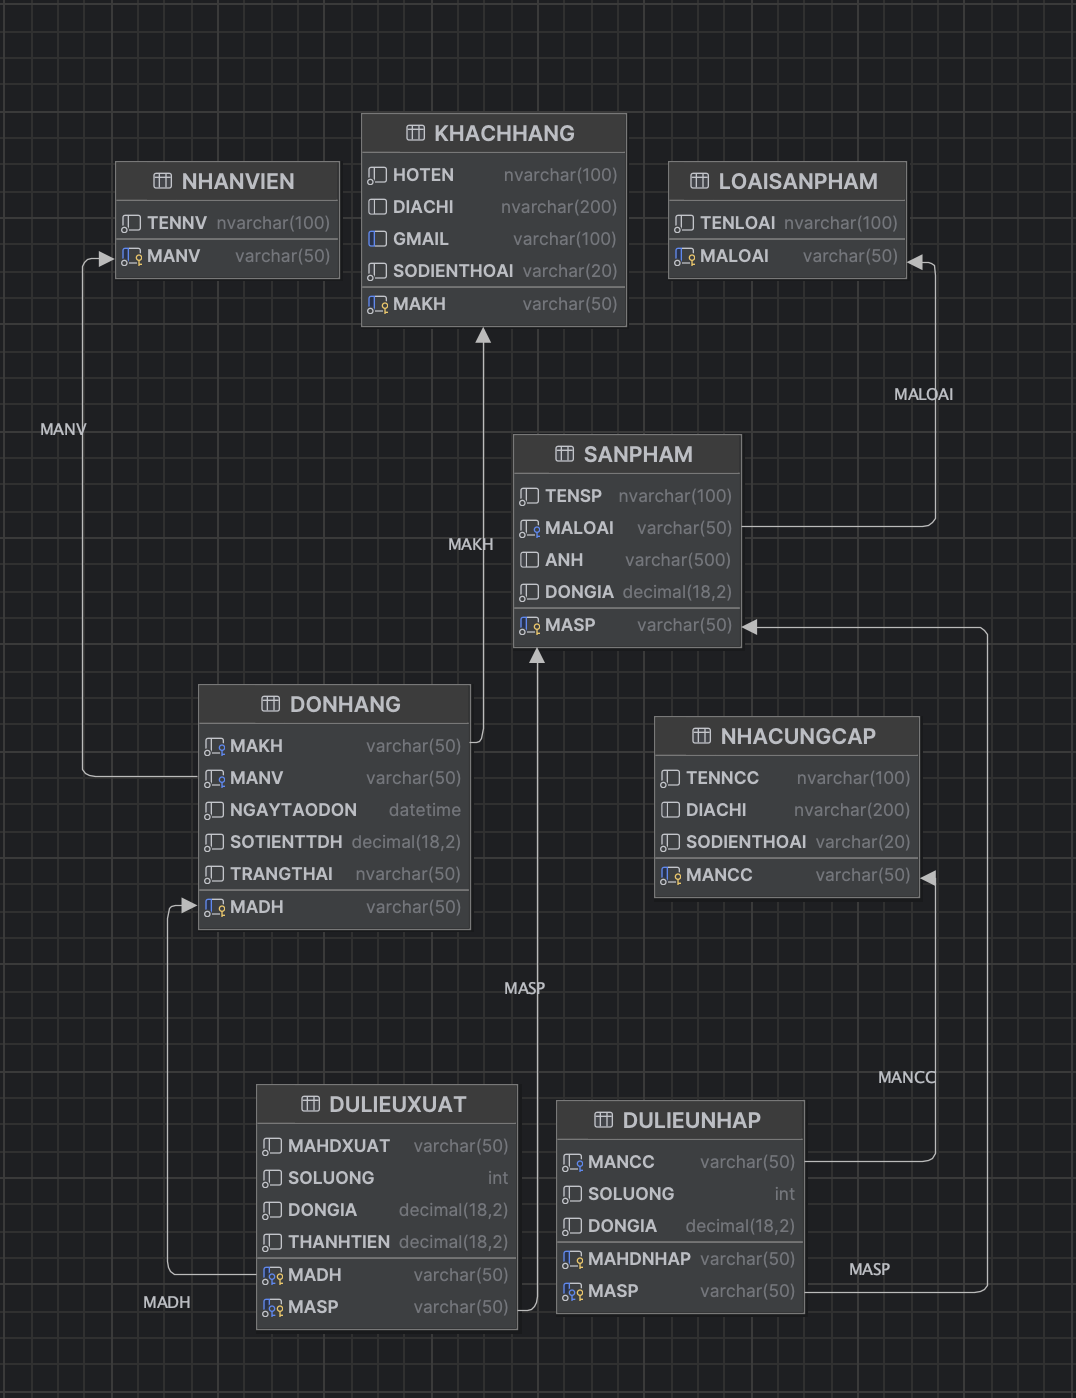 KHACHHANG
HOTEN nvarchar(100)
DIACHI nvarchar(200)
GMAIL varchar(100)
SODIENTHOAI varchar(20)
MAKH varchar(50)
NHANVIEN
TENNV nvarchar(100)
MANV varchar(50)
LOAISANPHAM
TENLOAI nvarchar(100)
MALOAI varchar(50)
MALOAI
MANV
SANPHAM
TENSP nvarchar(100)
MALOAI varchar(50)
ANH varchar(500)
DONGIA decimal(18,2)
MASP varchar(50)
MAKH
DONHANG
MAKH varchar(50)
MANV varchar(50)
NGAYTAODON datetime
SOTIENTTDH decimal(18,2)
TRANGTHAI nvarchar(50)
MADH varchar(50)
NHACUNGCAP
TENNCC nvarchar(100)
DIACHI nvarchar(200)
SODIENTHOAI varchar(20)
MANCC varchar(50)
MASP
MANCC
DULIEUXUAT
MAHDXUAT varchar(50)
SOLUONG int
DONGIA decimal(18,2)
THANHTIEN decimal(18,2)
MADH varchar(50)
MASP varchar(50)
DULIEUNHAP
MANCC varchar(50)
SOLUONG int
DONGIA decimal(18,2)
MAHDNHAP varchar(50)
MASP varchar(50)
MASP
MADH